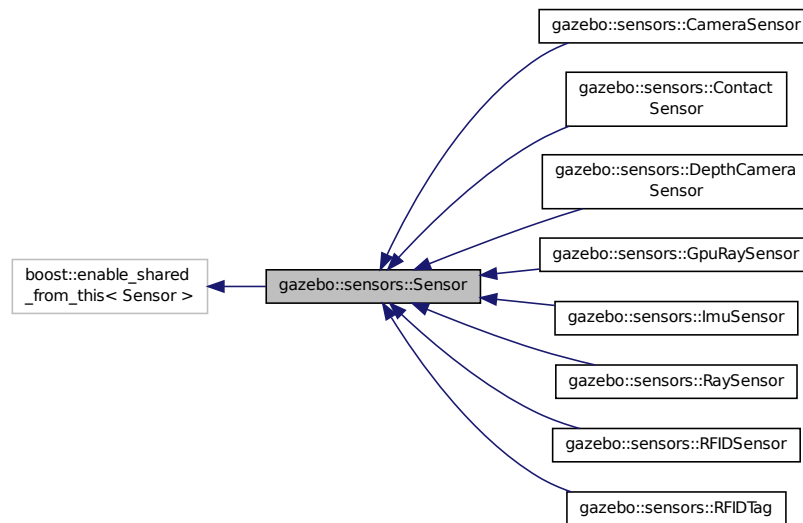 gazebo::sensors::CameraSensor
gazebo::sensors::Contact
Sensor
gazebo::sensors::DepthCamera
Sensor
gazebo::sensors::GpuRaySensor
boost::enable_shared
_from_this< Sensor >
gazebo::sensors::Sensor
gazebo::sensors::ImuSensor
gazebo::sensors::RaySensor
gazebo::sensors::RFIDSensor
gazebo::sensors::RFIDTag